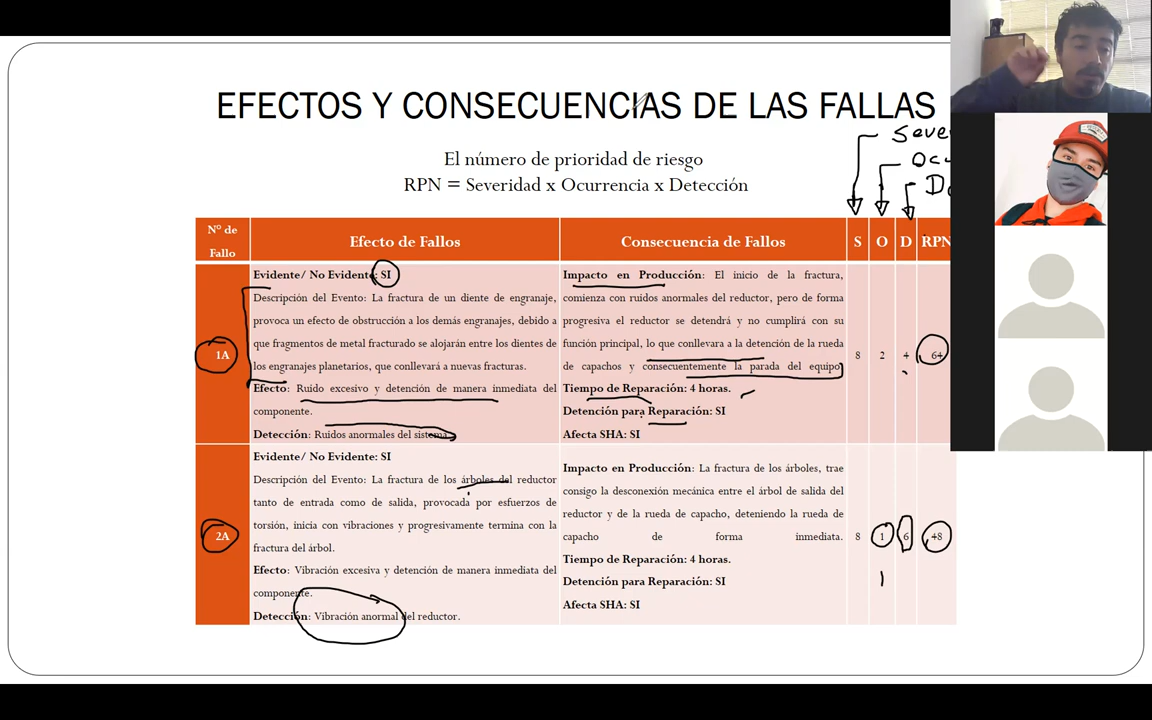 EFECTOS Y CONSECUENCIAS DE LAS FALLAS
El número de prioridad de riesgo
RPN = Severidad x Ocurrencia x Detección
Seve
Oc
D
N° de Fallo
Efecto de Fallos
Consecuencia de Fallos
S
O
D
RPN
1A
Evidente/ No Evidente: SI
Descripción del Evento: La fractura de un diente de engranaje,
provoca un efecto de obstrucción a los demás engranajes, debido a
que fragmentos de metal fracturado se alojarán entre los dientes de
los engranajes planetarios, que conllevará a nuevas fracturas.
Efecto: Ruido excesivo y detención de manera inmediata del
componente.
Detección: Ruidos anormales del sistema.
Impacto en Producción: El inicio de la fractura,
comienza con ruidos anormales del reductor, pero de forma
progresiva el reductor se detendrá y no cumplirá con su
función principal, lo que conllevara a la detención de la rueda
de capachos y consecuentemente la parada del equipo
Tiempo de Reparación: 4 horas.
Detención para Reparación: SI
Afecta SHA: SI
8
2
4
64
2A
Evidente/ No Evidente: SI
Descripción del Evento: La fractura de los árboles del reductor
tanto de entrada como de salida, provocada por esfuerzos de
torsión, inicia con vibraciones y progresivamente termina con la
fractura del árbol.
Efecto: Vibración excesiva y detención de manera inmediata del
componente.
Detección: Vibración anormal del reductor.
Impacto en Producción: La fractura de los árboles, trae
consigo la desconexión mecánica entre el árbol de salida del
reductor y de la rueda de capacho, deteniendo la rueda de
capacho de forma inmediata.
Tiempo de Reparación: 4 horas.
Detención para Reparación: SI
Afecta SHA: SI
8
1
6
48
1